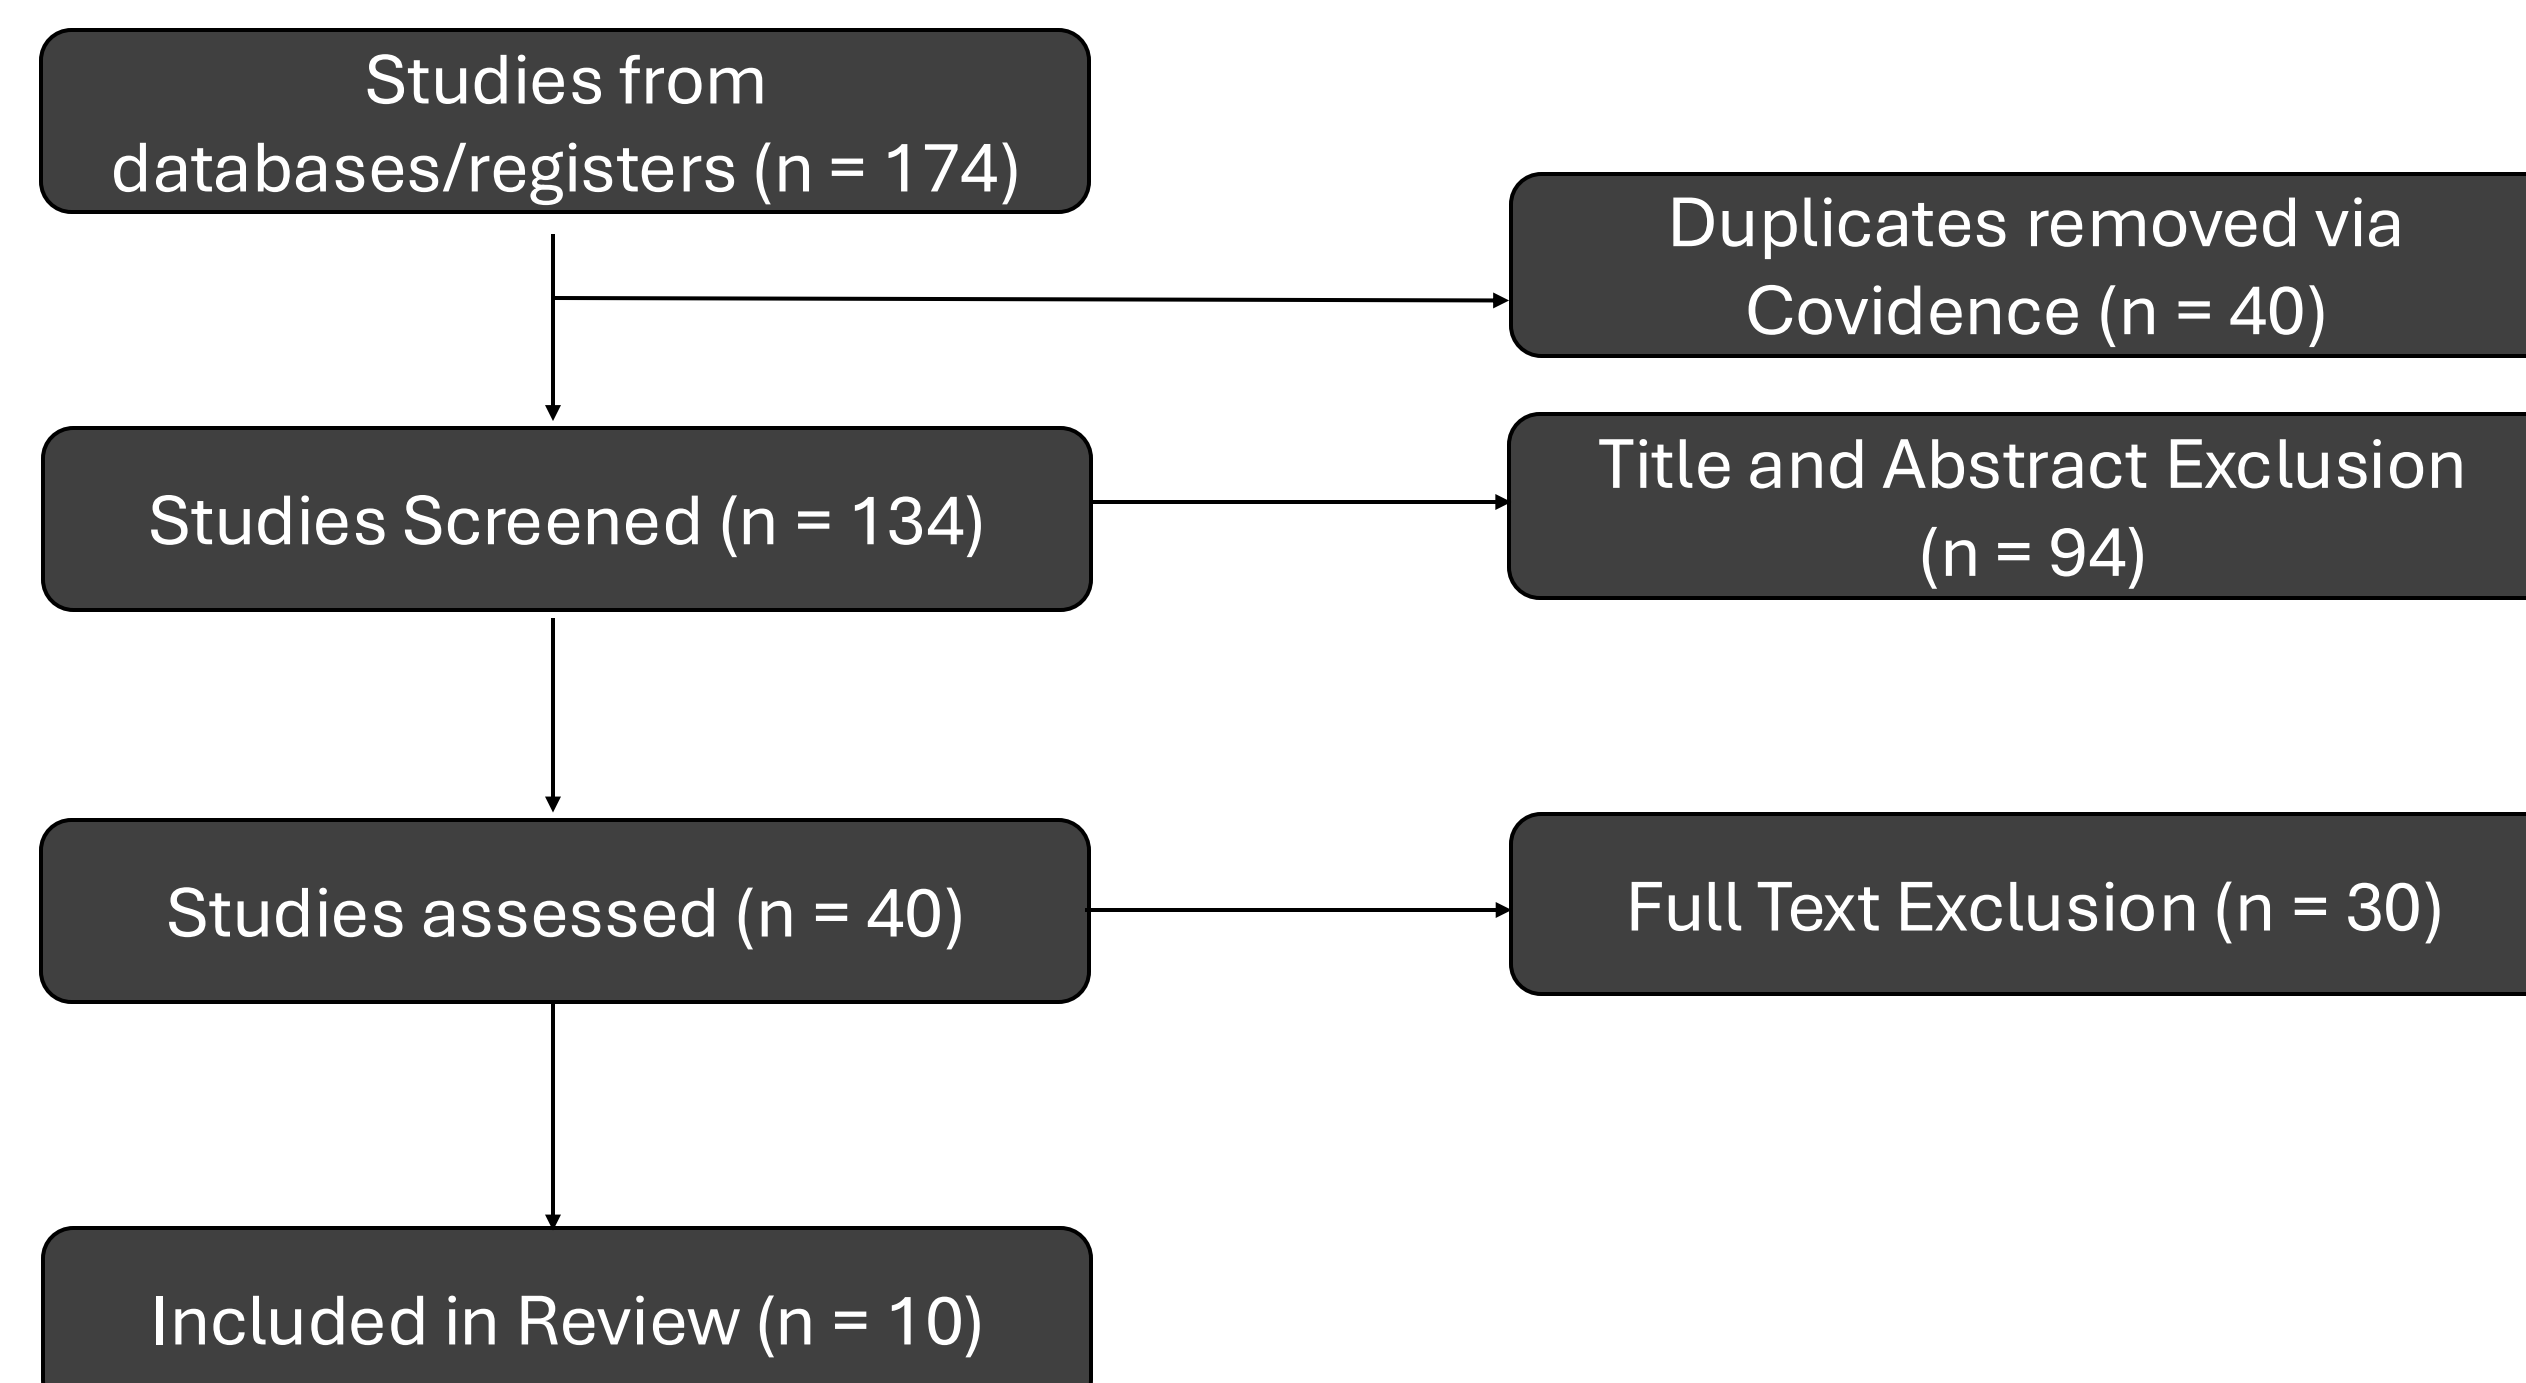 Studies from
databases/registers (n = 174)
Duplicates removed via
Covidence (n = 40)
Studies Screened (n = 134)
Title and Abstract Exclusion
(n = 94)
Studies assessed (n = 40)
Full Text Exclusion (n = 30)
Included in Review (n = 10)